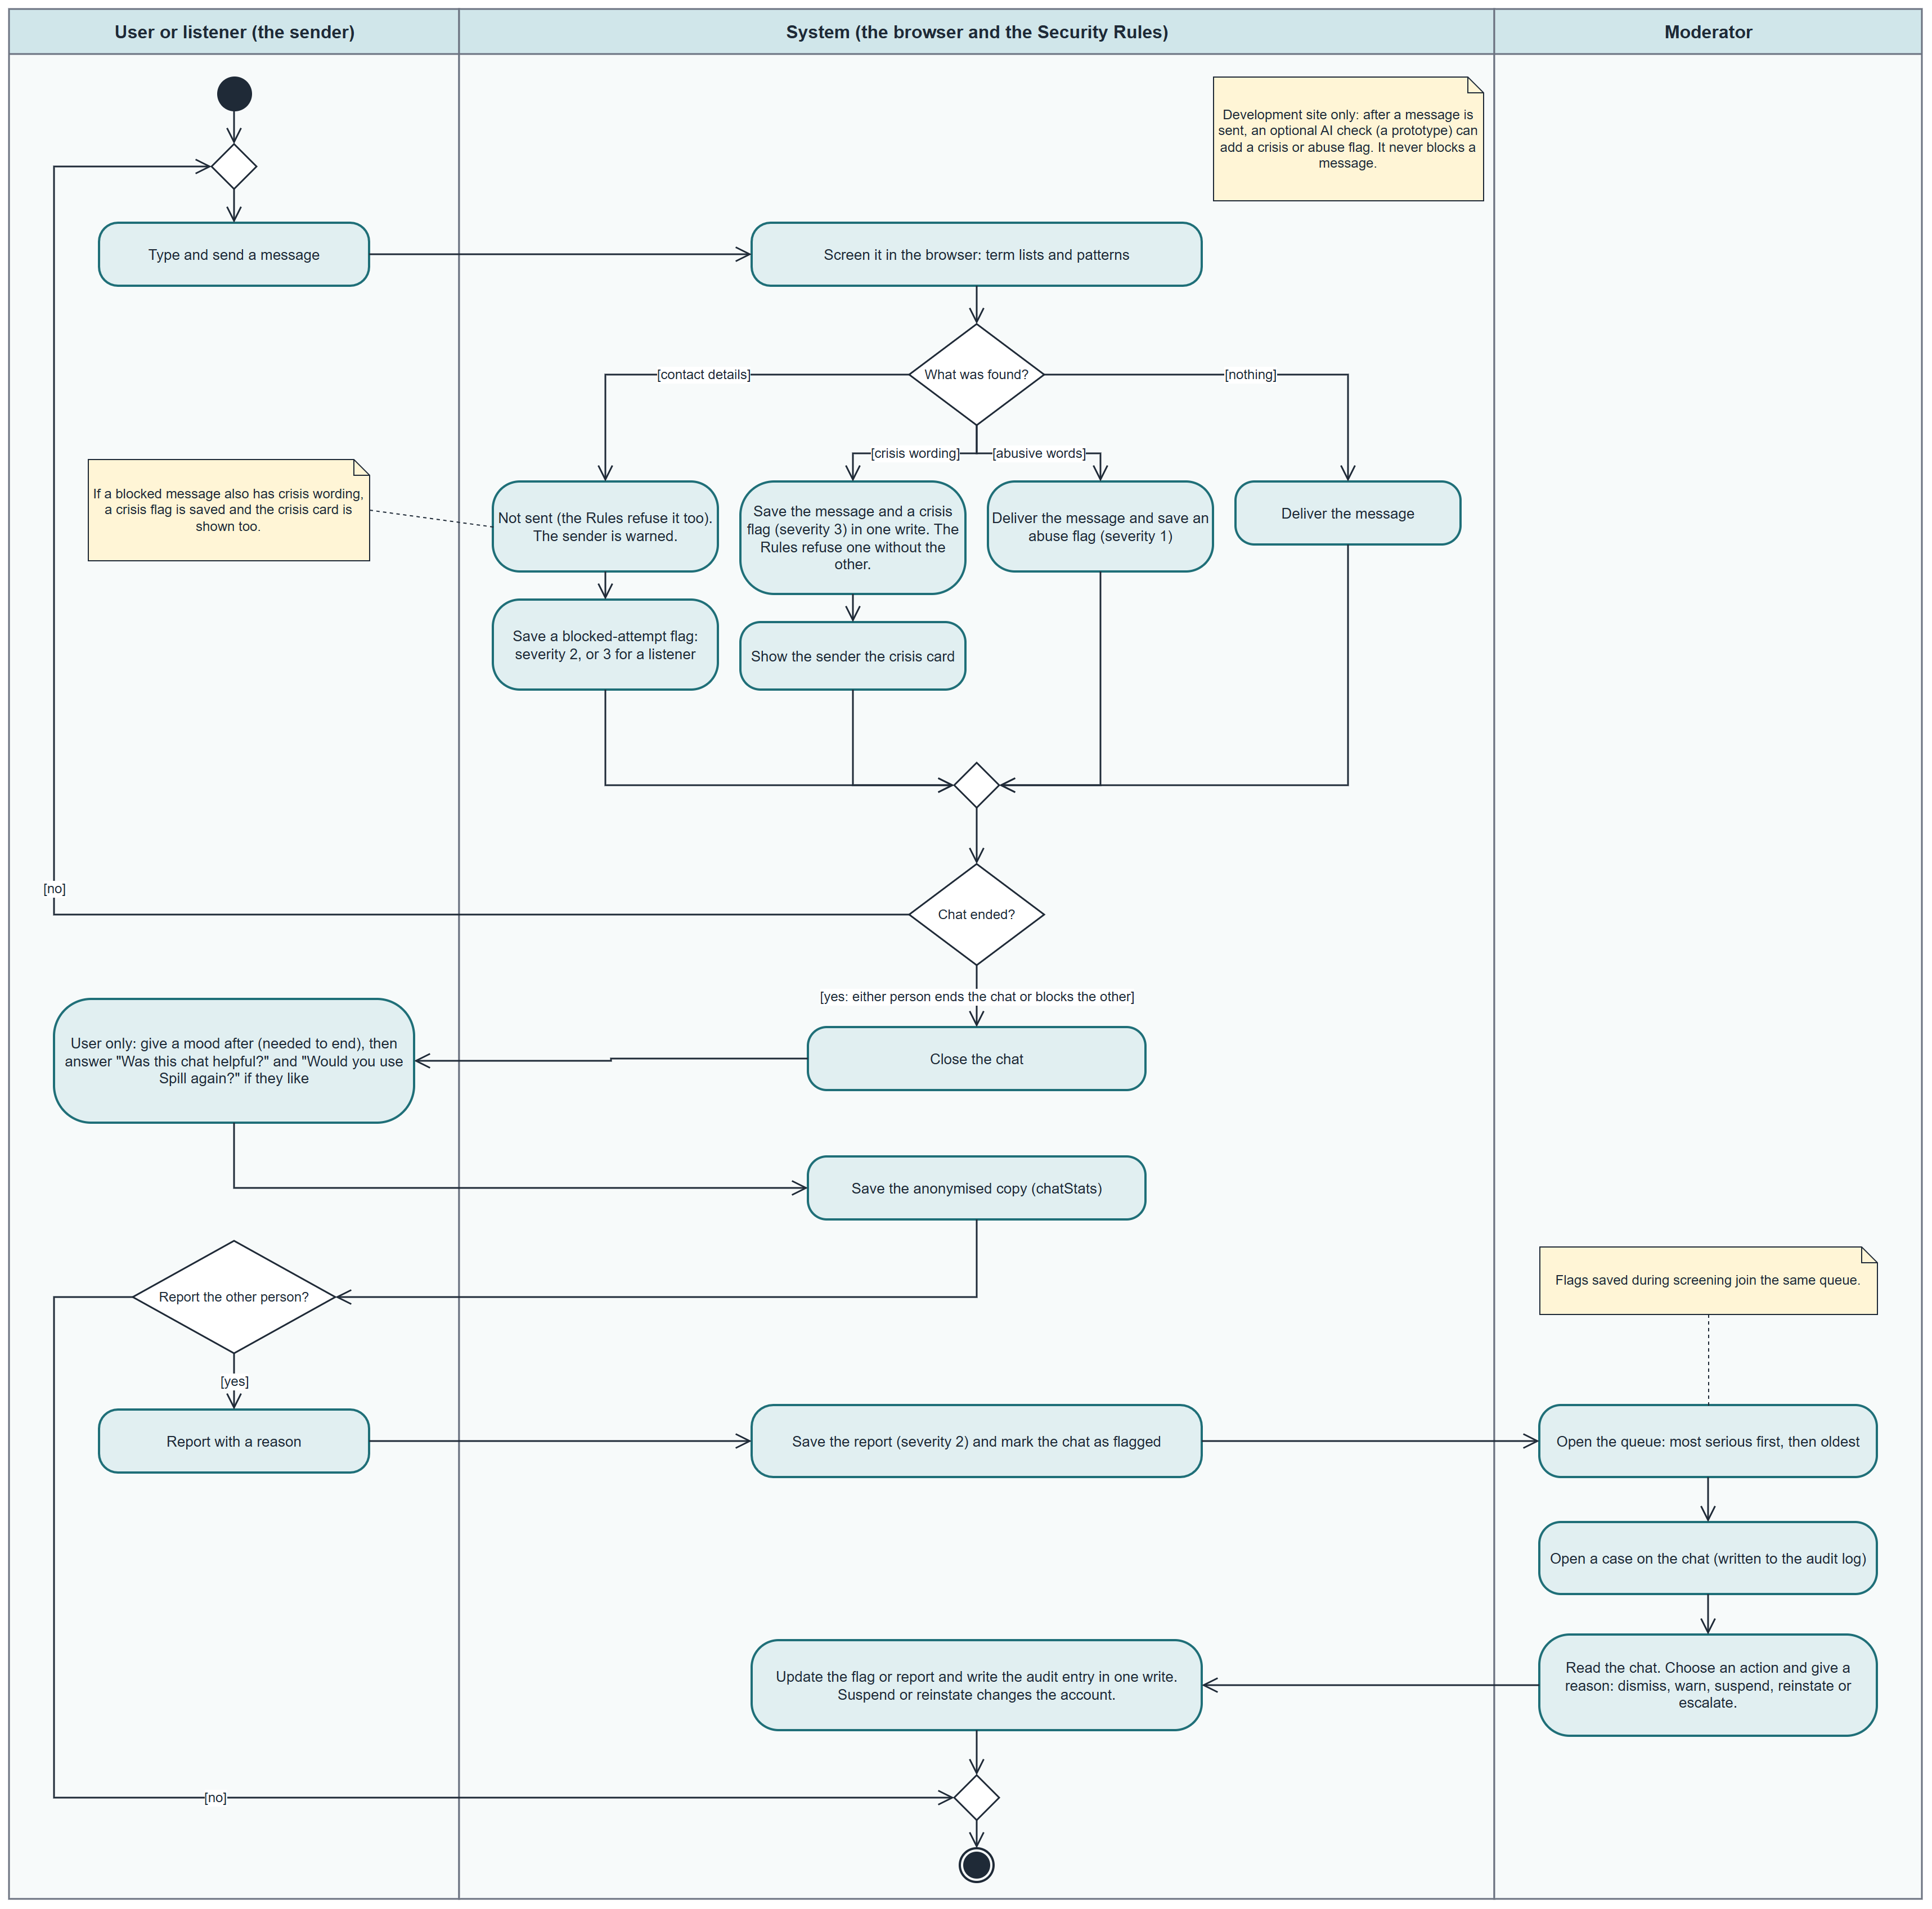 User or listener (the sender)
System (the browser and the Security Rules)
Moderator
Development site only: after a message is
sent, an optional AI check (a prototype) can
add a crisis or abuse flag. It never blocks a
message.
Type and send a message
Screen it in the browser: term lists and patterns
What was found?
[contact details]
[nothing]
[crisis wording]
[abusive words]
If a blocked message also has crisis wording,
a crisis flag is saved and the crisis card is
shown too.
Not sent (the Rules refuse it too).
The sender is warned.
Save the message and a crisis
flag (severity 3) in one write. The
Rules refuse one without the
other.
Deliver the message and save an
abuse flag (severity 1)
Deliver the message
Save a blocked-attempt flag:
severity 2, or 3 for a listener
Show the sender the crisis card
[no]
Chat ended?
[yes: either person ends the chat or blocks the other]
User only: give a mood after (needed to end), then
answer "Was this chat helpful?" and "Would you use
Spill again?" if they like
Close the chat
Save the anonymised copy (chatStats)
Report the other person?
Flags saved during screening join the same queue.
[yes]
Report with a reason
Save the report (severity 2) and mark the chat as flagged
Open the queue: most serious first, then oldest
Open a case on the chat (written to the audit log)
Update the flag or report and write the audit entry in one write.
Suspend or reinstate changes the account.
Read the chat. Choose an action and give a
reason: dismiss, warn, suspend, reinstate or
escalate.
[no]